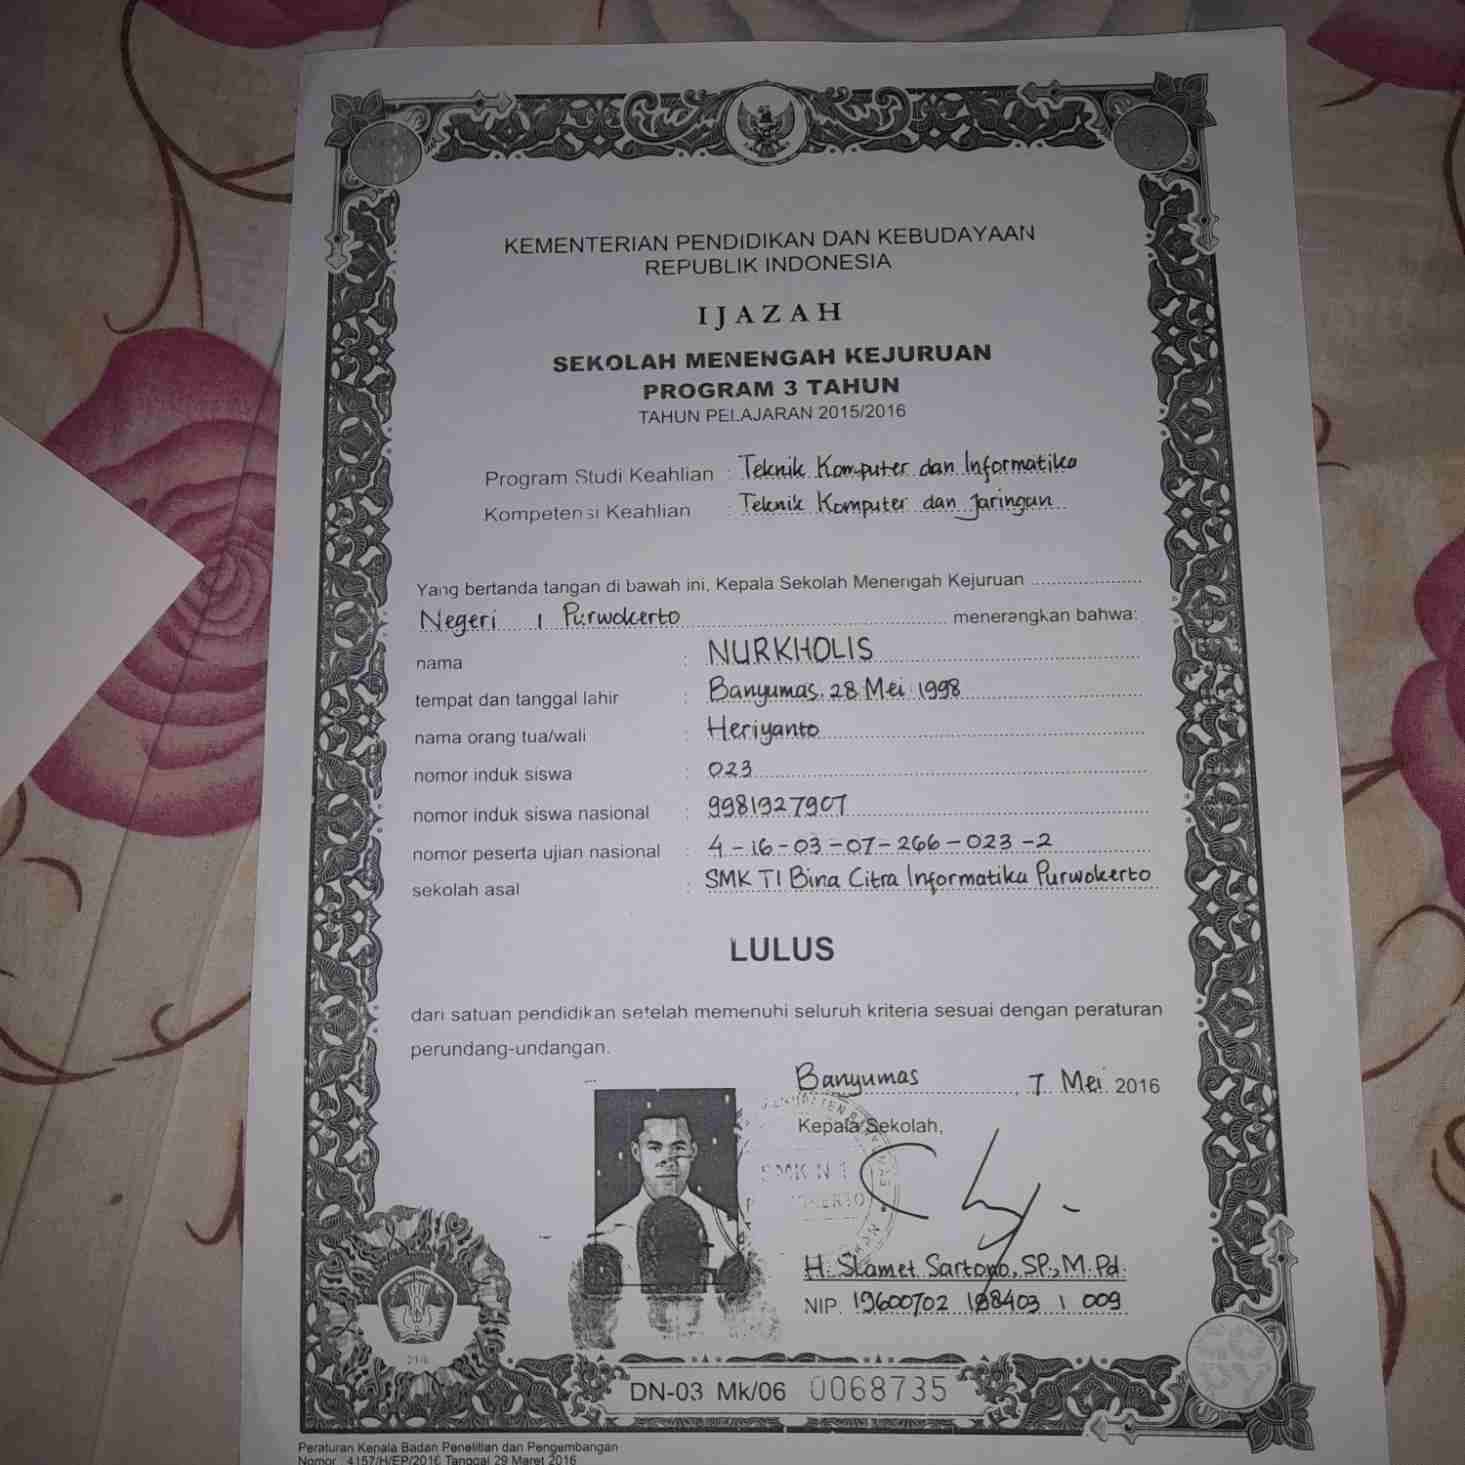 KEMENTERIAN PENDIDIKAN DAN KEBUDAYAAN
REPUBLIK INDONESIA
IJAZAH
SEKOLAH MENENGAH KEJURUAN
PROGRAM 3 TAHUN
TAHUN PELAJARAN 2015/2016
Program Studi Keahlian : Teknik Komputer dan Informatika
Kompetensi Keahlian : Teknik Komputer dan Jaringan
Yang bertanda tangan di bawah ini, Kepala Sekolah Menengah Kejuruan
Negeri 1 Purwokerto menerangkan bahwa:
nama : NURKHOLIS
tempat dan tanggal lahir : Banyumas, 28 Mei 1998
nama orang tua/wali : Heriyanto
nomor induk siswa : 023
nomor induk siswa nasional : 9981927907
nomor peserta ujian nasional : 4-16-03-07-266-023-2
sekolah asal : SMK TI Bina Citra Informatika Purwokerto
LULUS
dari satuan pendidikan setelah memenuhi seluruh kriteria sesuai dengan peraturan
perundang-undangan.
Banyumas, 7 Mei 2016
Kepala Sekolah,
SMK N 1
H. Slamet Sartono, SP., M.Pd.
NIP. 19600702 198403 1 009
DN-03 Mk/06 0068735
Peraturan Kepala Badan Penelitian dan Pengembangan
Nomor : 4157/H/EP/2016 Tanggal 29 Maret 2016